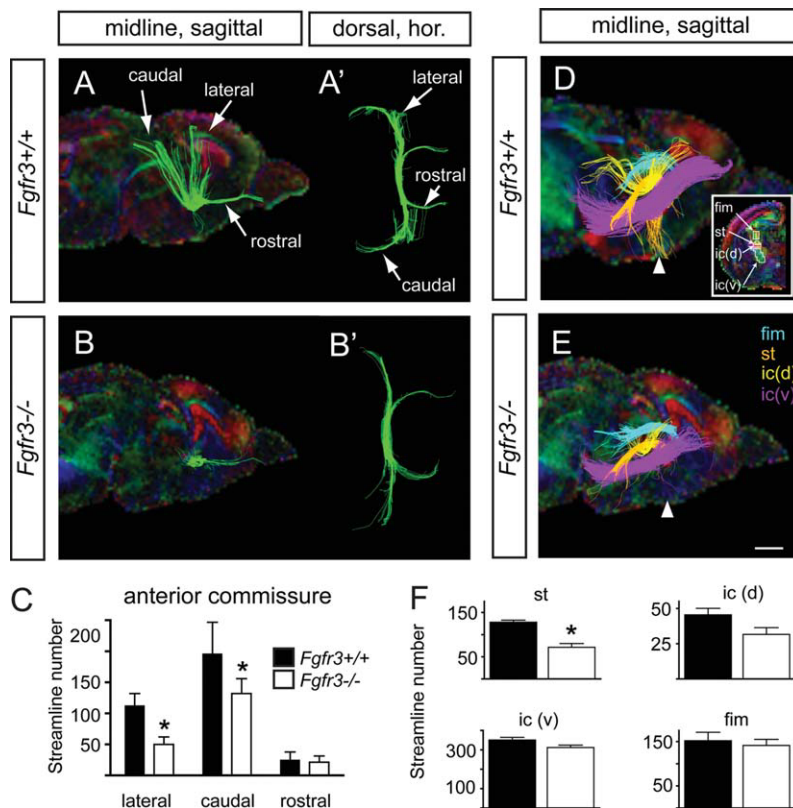 midline, sagittal
dorsal, hor.
midline, sagittal
Fgfr3+/+
A
caudal
lateral
rostral
A'
lateral
rostral
caudal
Fgfr3+/+
D
fim
st
ic(d)
ic(v)
Fgfr3-/-
B
B'
Fgfr3-/-
E
fim
st
ic(d)
ic(v)
C
anterior commissure
Streamline number
200
150
100
50
Fgfr3+/+
Fgfr3-/-
*
*
lateral
caudal
rostral
F
Streamline number
st
150
50
*
ic (d)
50
25
ic (v)
300
fim
150
50